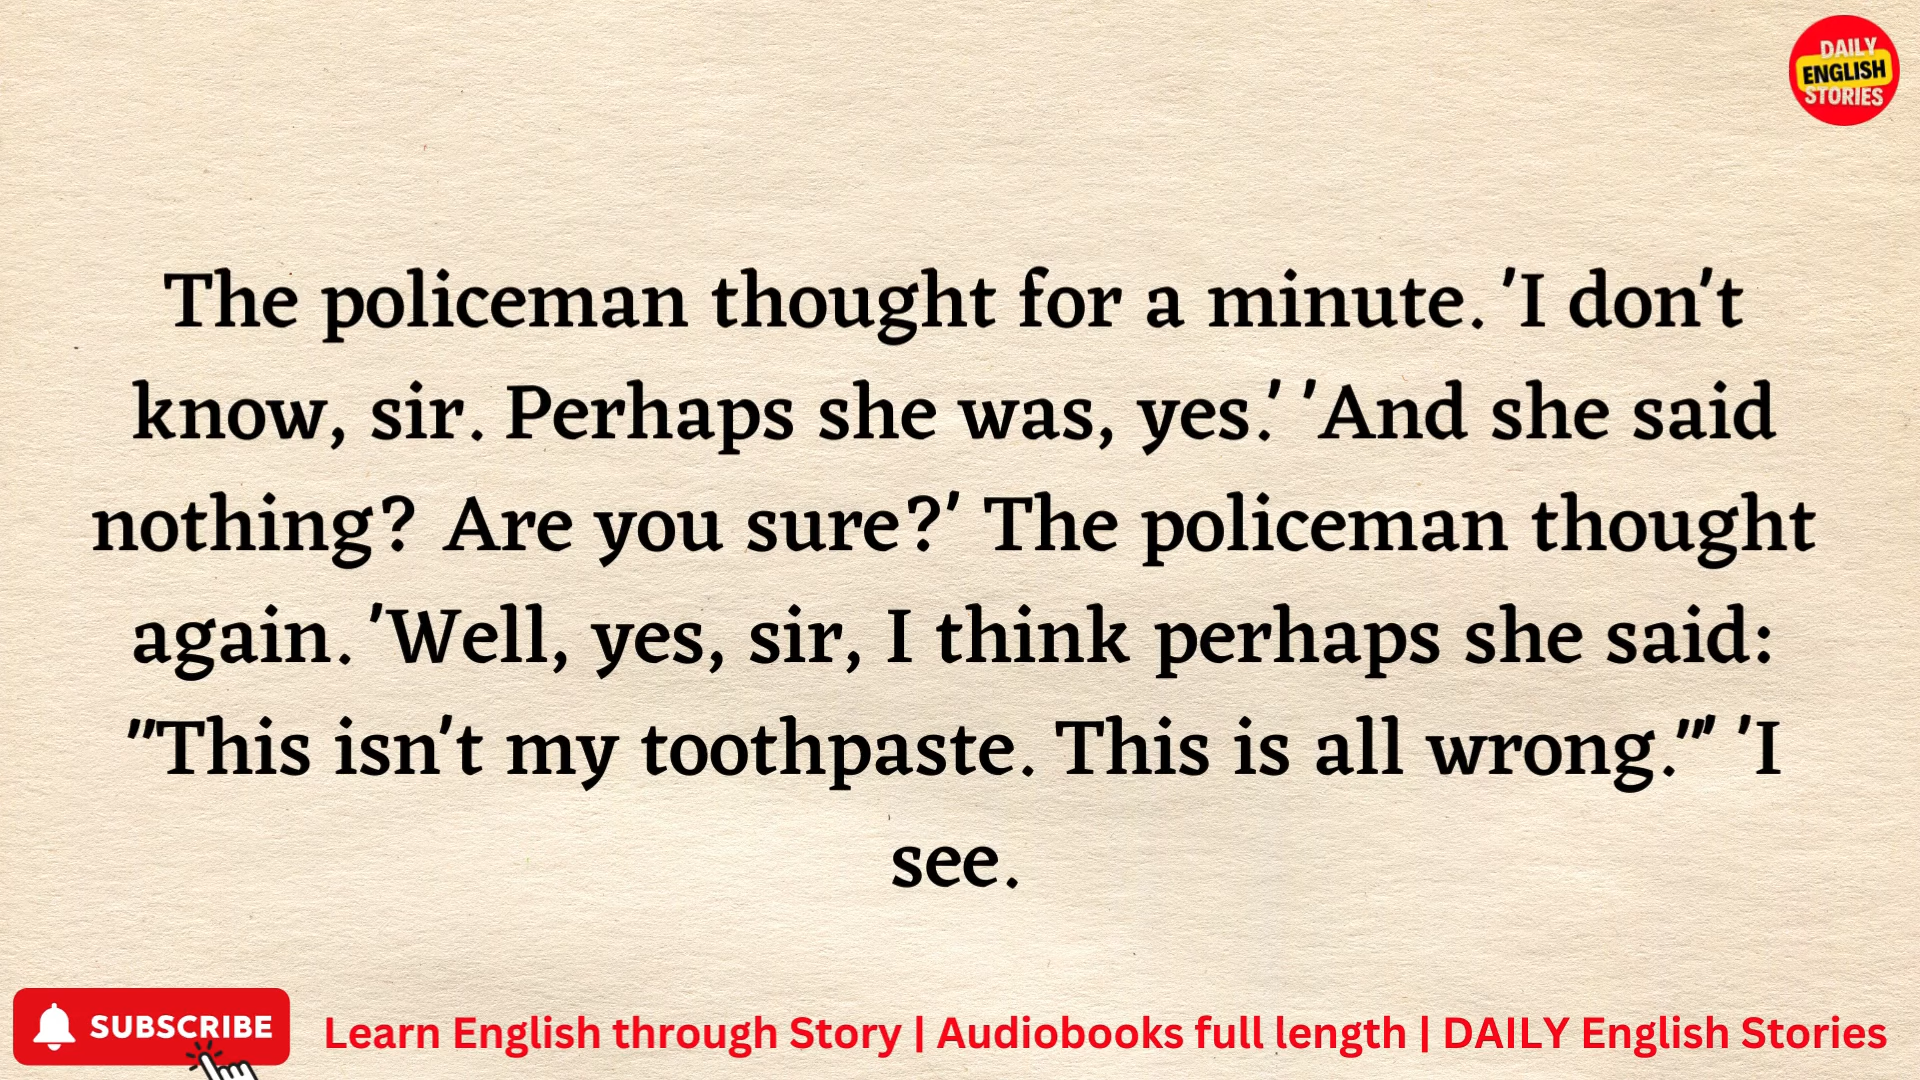 DAILY
ENGLISH
STORIES
The policeman thought for a minute. 'I don't
know, sir. Perhaps she was, yes.' 'And she said
nothing? Are you sure?' The policeman thought
again. 'Well, yes, sir, I think perhaps she said:
"This isn't my toothpaste. This is all wrong."' 'I
see.
SUBSCRIBE
Learn English through Story | Audiobooks full length | DAILY English Stories